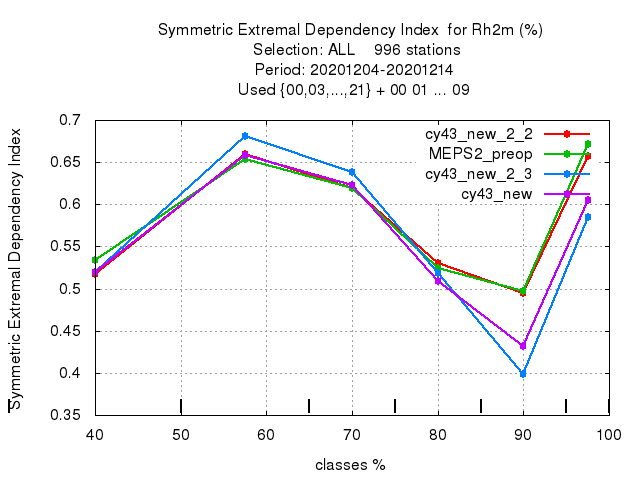 Symmetric Extremal Dependency Index  for Rh2m (%)
Selection: ALL    996 stations
Period: 20201204-20201214
Used {00,03,...,21} + 00 01 ... 09
Symmetric Extremal Dependency Index
0.7
0.65
0.6
0.55
0.5
0.45
0.4
0.35
cy43_new_2_2
MEPS2_preop
cy43_new_2_3
cy43_new
40 50 60 70 80 90 100
classes %